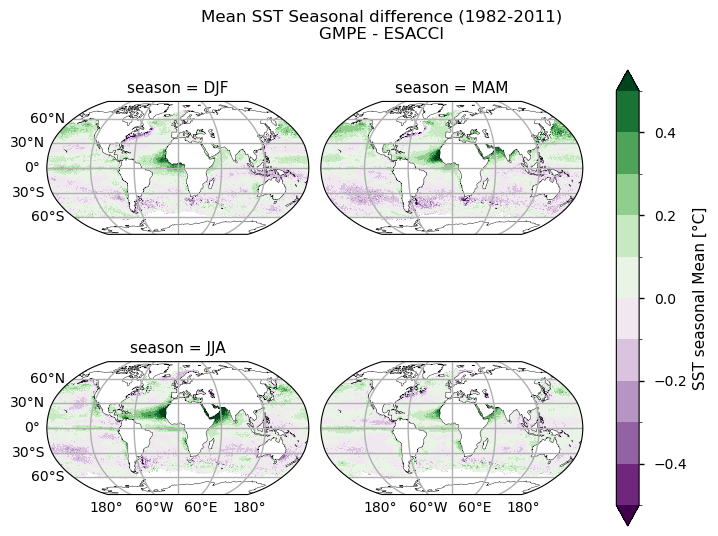 Mean SST Seasonal difference (1982-2011)
GMPE - ESACCI
season = DJF
season = MAM
60°N
30°N
0°
30°S
60°S
season = JJA
60°N
30°N
0°
30°S
60°S
180° 60°W 60°E 180°
180° 60°W 60°E 180°
0.4
0.2
0.0
−0.2
−0.4
SST seasonal Mean [°C]